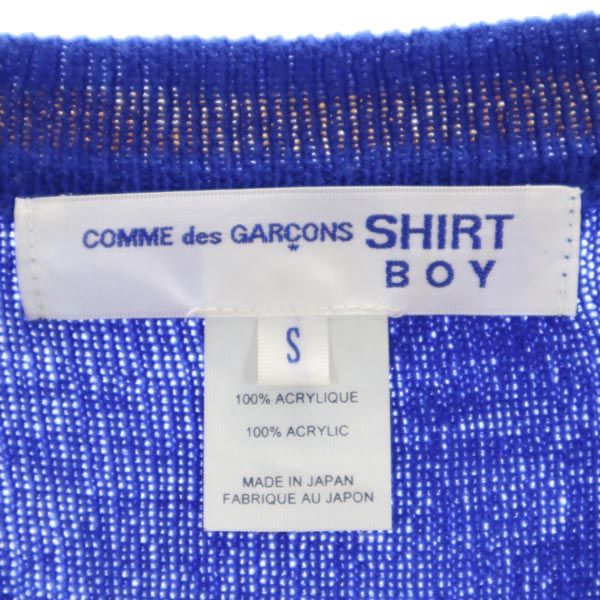 COMME des GARÇONS SHIRT
BOY
S
100% ACRYLIQUE
100% ACRYLIC
MADE IN JAPAN
FABRIQUE AU JAPON